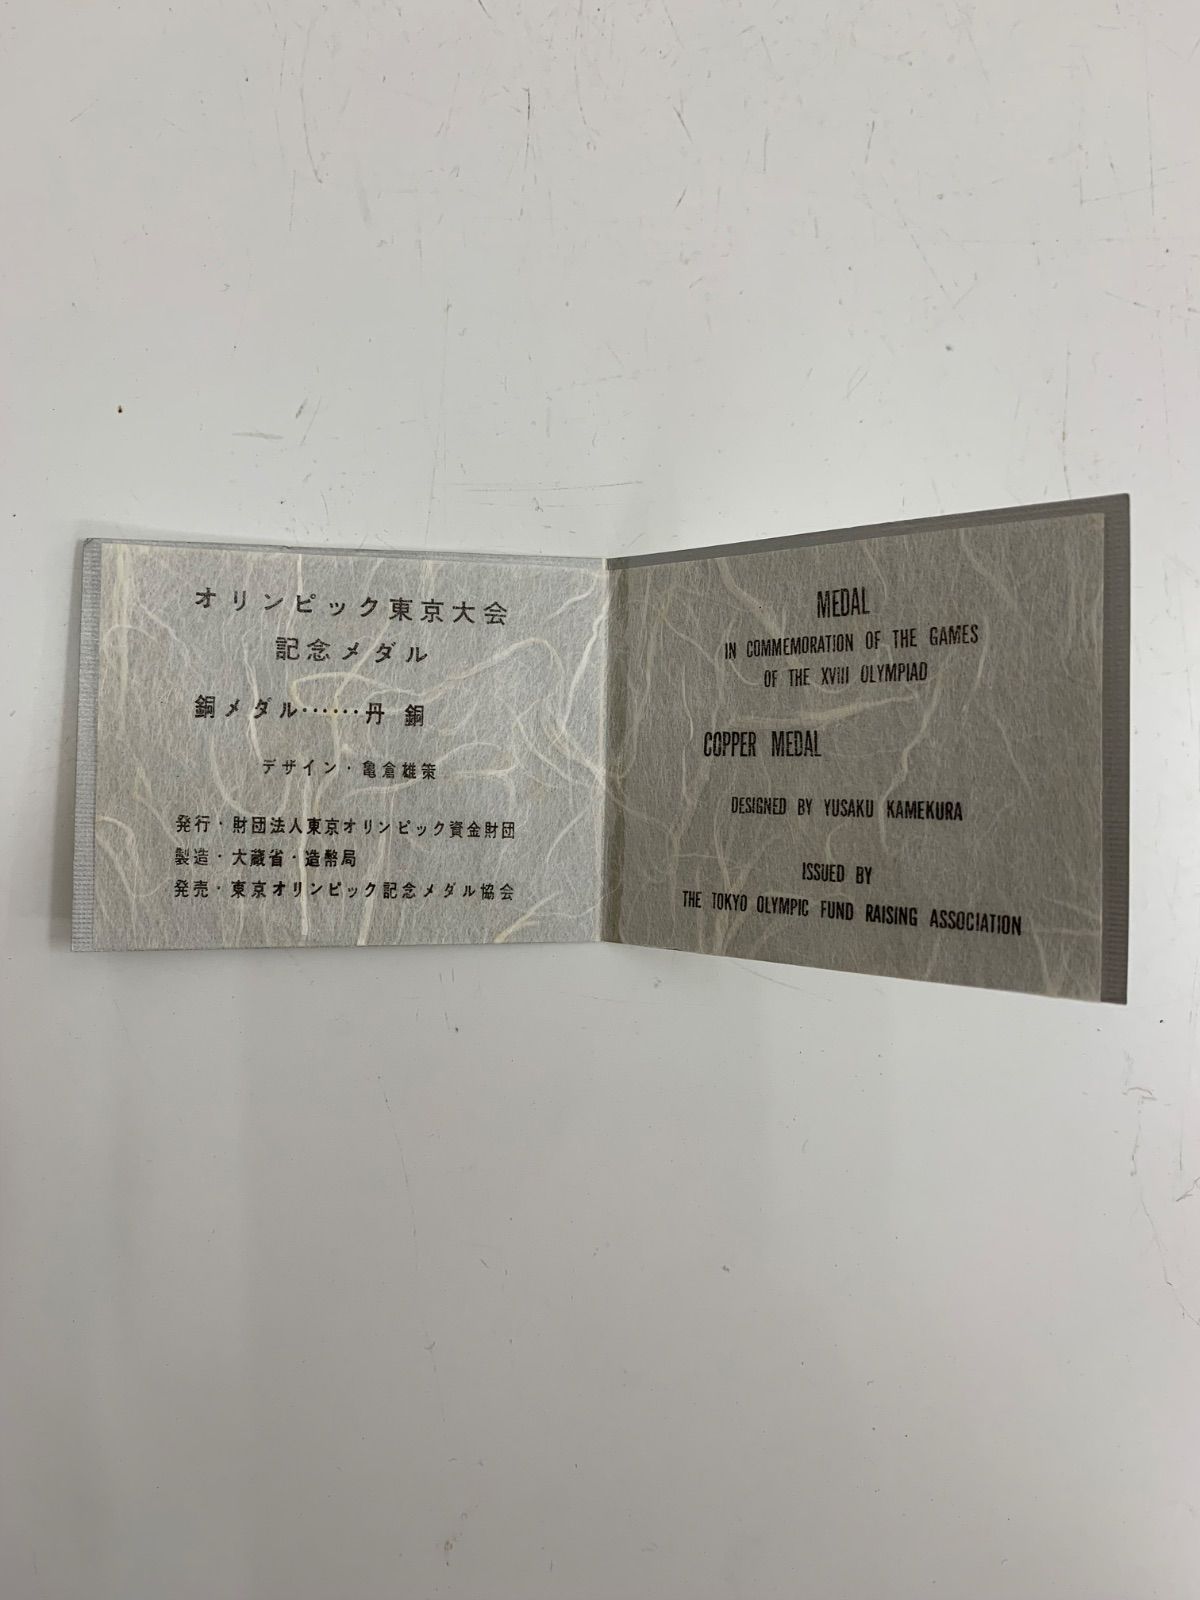 オリンピック東京大会
記念メダル
銅メダル……丹 銅
デザイン・亀倉雄策
発行・財団法人東京オリンピック資金財団
製造・大蔵省・造幣局
発売・東京オリンピック記念メダル協会
MEDAL
IN COMMEMORATION OF THE GAMES
OF THE XVIII OLYMPIAD
COPPER MEDAL
DESIGNED BY YUSAKU KAMEKURA
ISSUED BY
THE TOKYO OLYMPIC FUND RAISING ASSOCIATION